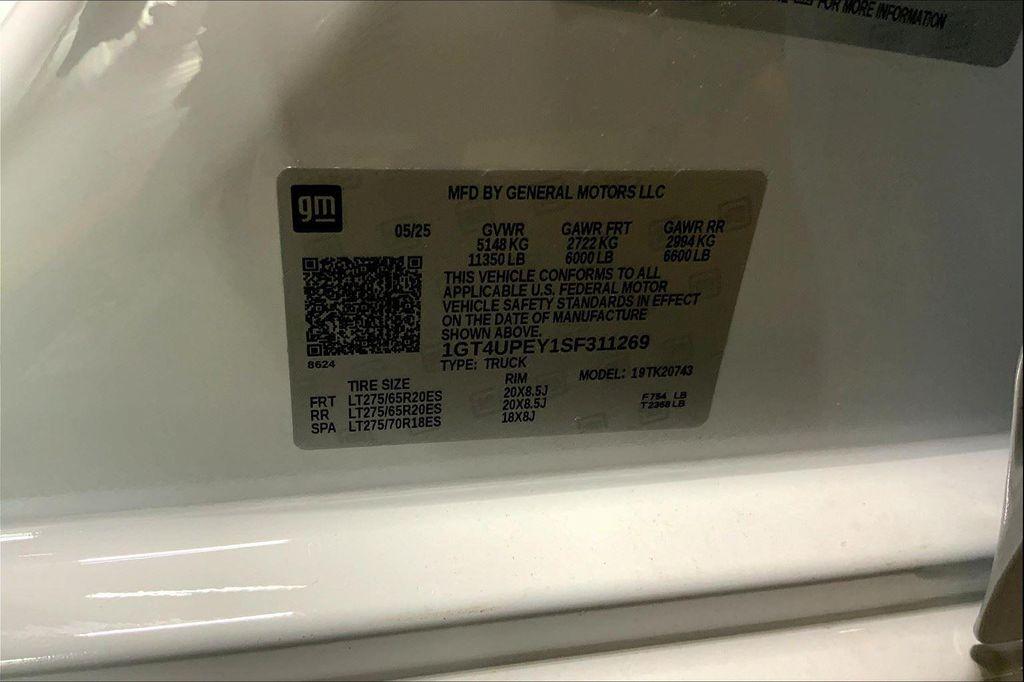 FOR MORE INFORMATION
gm
MFD BY GENERAL MOTORS LLC
05/25 GVWR GAWR FRT GAWR RR
5148 KG 2722 KG 2994 KG
11350 LB 6000 LB 6600 LB
THIS VEHICLE CONFORMS TO ALL
APPLICABLE U.S. FEDERAL MOTOR
VEHICLE SAFETY STANDARDS IN EFFECT
ON THE DATE OF MANUFACTURE
SHOWN ABOVE.
1GT4UPEY1SF311269
8624
TYPE: TRUCK
TIRE SIZE RIM MODEL: 19TK20743
FRT LT275/65R20ES 20X8.5J F 754 LB
RR LT275/65R20ES 20X8.5J T 2368 LB
SPA LT275/70R18ES 18X8J